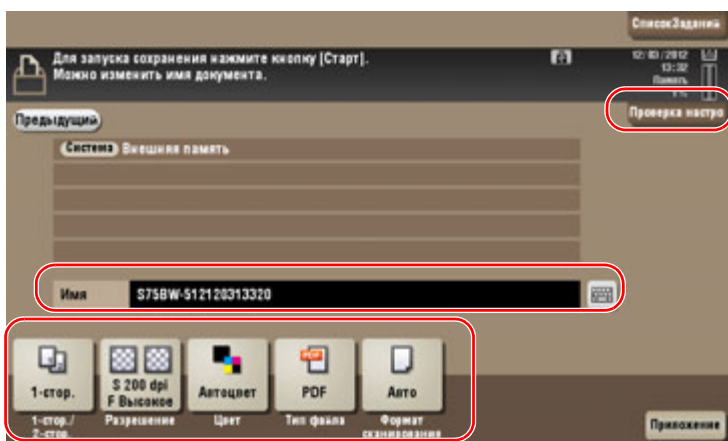 СписокЗаданий
Для запуска сохранения нажмите кнопку [Старт].
Можно изменить имя документа.
12/03/2012
13:32
Память
1%
Предыдущий
Проверка настро
Система Внешняя память
Имя S75BW-512120313320
1-стор.
S 200 dpi
F Высокое
Автоцвет
PDF
PDF
Авто
1-стор./
2-стор.
Разрешение
Цвет
Тип файла
Формат
сканирования
Приложение